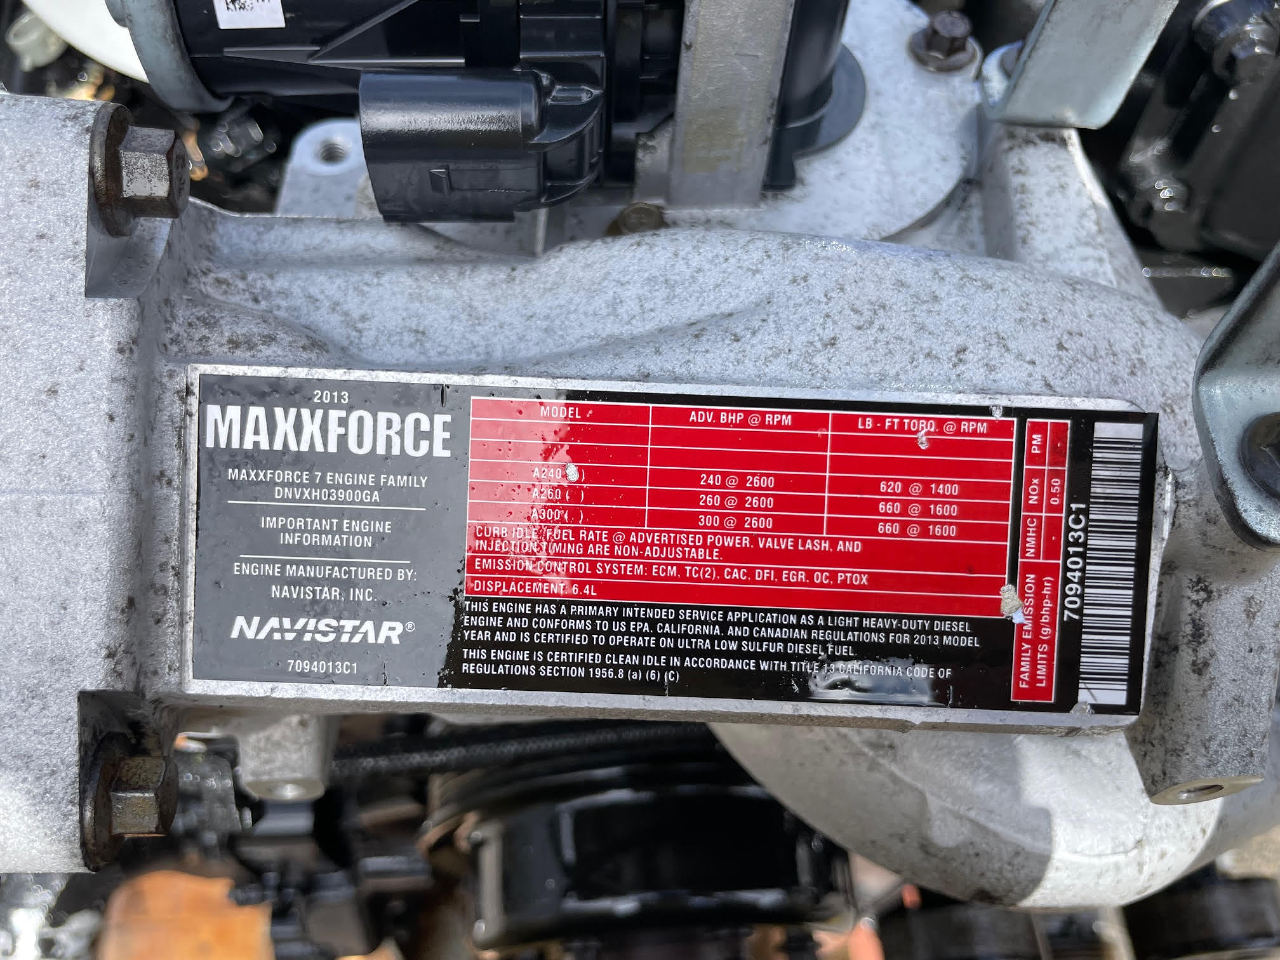 2013
MAXXFORCE
MAXXFORCE 7 ENGINE FAMILY
DNVXH03900GA
IMPORTANT ENGINE
INFORMATION
ENGINE MANUFACTURED BY:
NAVISTAR, INC.
NAVISTAR®
7094013C1
MODEL ADV. BHP @ RPM LB - FT TORQ. @ RPM
A240 ( ) 240 @ 2600 620 @ 1400
A260 ( ) 260 @ 2600 660 @ 1600
A300 ( ) 300 @ 2600 660 @ 1600
CURB IDLE, FUEL RATE @ ADVERTISED POWER, VALVE LASH, AND
INJECTION TIMING ARE NON-ADJUSTABLE.
EMISSION CONTROL SYSTEM: ECM, TC(2), CAC, DFI, EGR, OC, PTOX
DISPLACEMENT: 6.4L
THIS ENGINE HAS A PRIMARY INTENDED SERVICE APPLICATION AS A LIGHT HEAVY-DUTY DIESEL
ENGINE AND CONFORMS TO US EPA, CALIFORNIA, AND CANADIAN REGULATIONS FOR 2013 MODEL
YEAR AND IS CERTIFIED TO OPERATE ON ULTRA LOW SULFUR DIESEL FUEL.
THIS ENGINE IS CERTIFIED CLEAN IDLE IN ACCORDANCE WITH TITLE 13 CALIFORNIA CODE OF
REGULATIONS SECTION 1956.8 (a) (6) (C)
FAMILY EMISSION
LIMITS (g/bhp-hr)
NMHC NOx PM
0.50
7094013C1